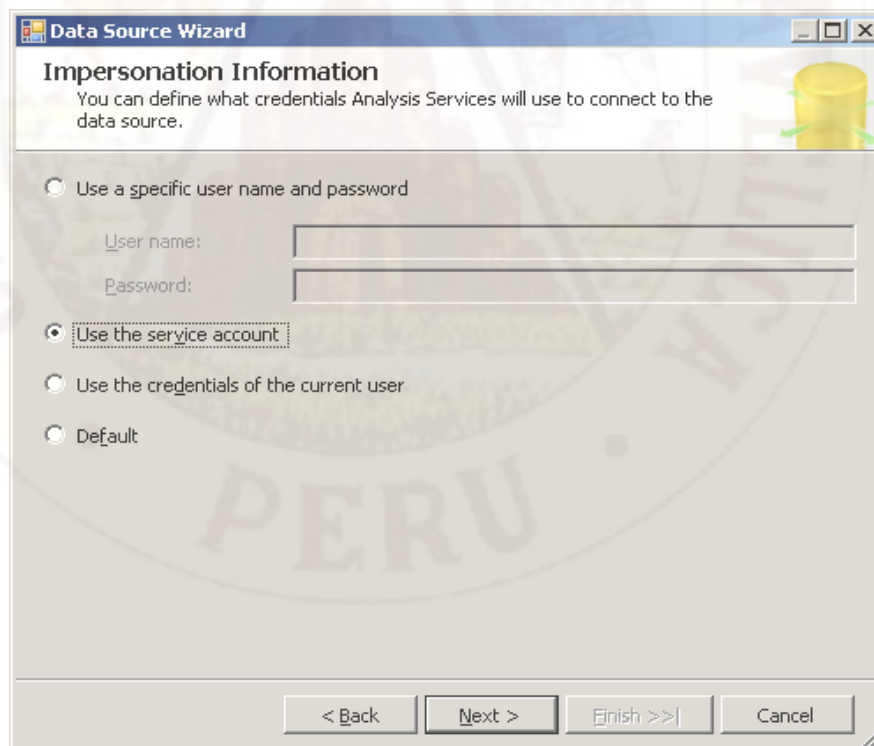 Data Source Wizard
Impersonation Information
You can define what credentials Analysis Services will use to connect to the
data source.
Use a specific user name and password
User name:
Password:
Use the service account
Use the credentials of the current user
Default
PERU
< Back
Next >
Finish >>|
Cancel